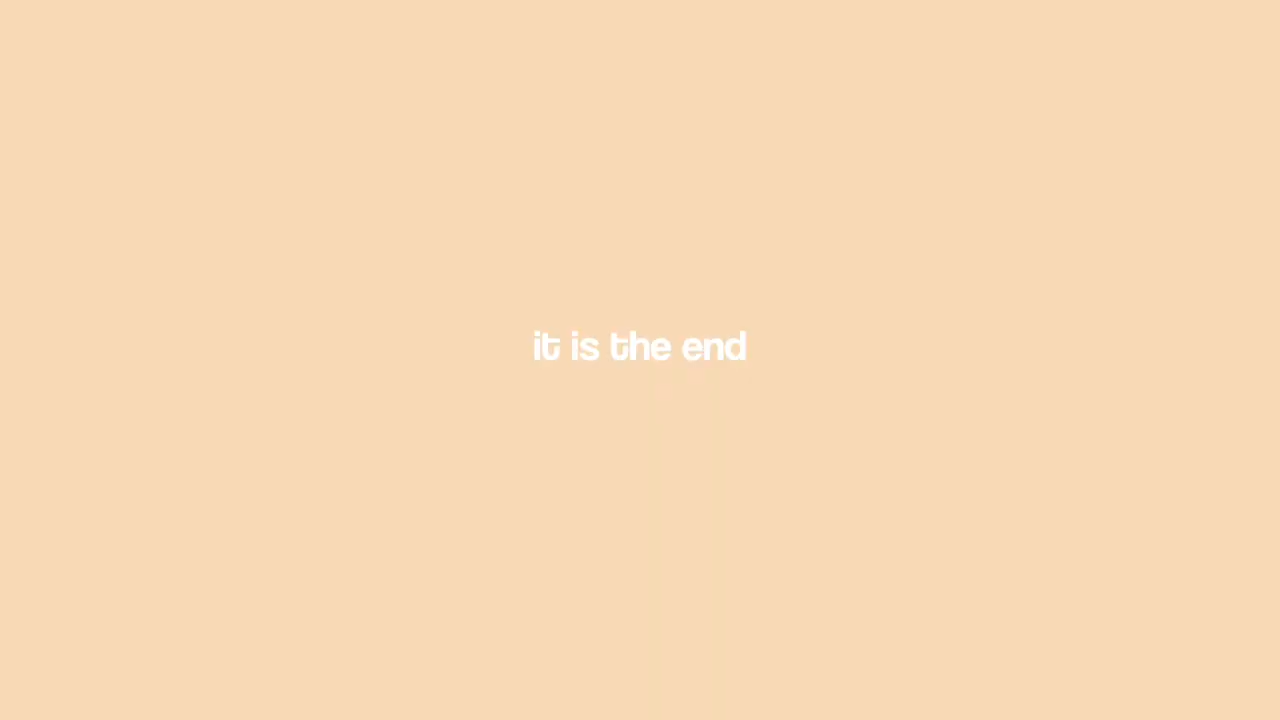 it is the end